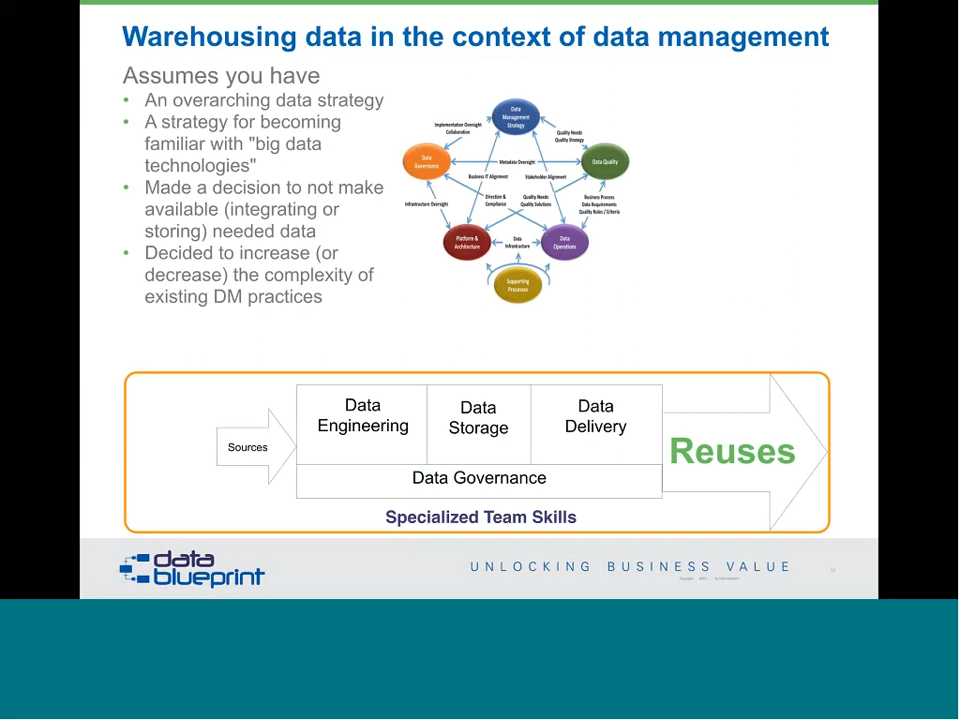 Warehousing data in the context of data management
Assumes you have
• An overarching data strategy
• A strategy for becoming
familiar with "big data
technologies"
• Made a decision to not make
available (integrating or
storing) needed data
• Decided to increase (or
decrease) the complexity of
existing DM practices
Data
Management
Strategy
Implementation Oversight
Collaboration
Quality Needs
Quality Strategy
Data
Governance
Metadata Oversight
Data Quality
Business IT Alignment
Stakeholder Alignment
Infrastructure Oversight
Direction &
Compliance
Quality Needs
Quality Solutions
Business Process
Data Requirements
Quality Rules / Criteria
Platform &
Architecture
Data
Infrastructure
Data
Operations
Supporting
Processes
Sources
Data
Engineering
Data
Storage
Data
Delivery
Data Governance
Reuses
Specialized Team Skills
data
blueprint
UNLOCKING BUSINESS VALUE